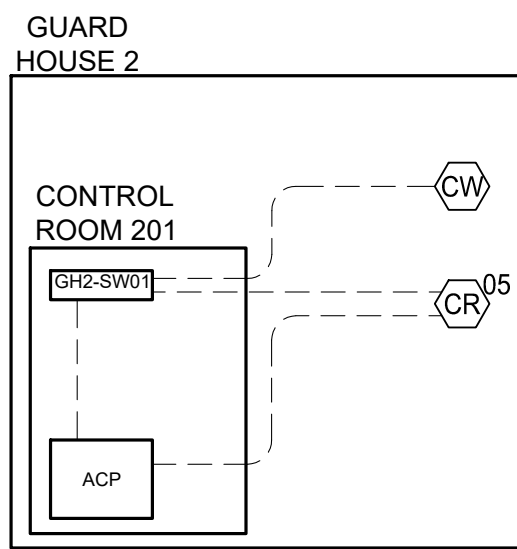 GUARD
HOUSE 2
CW
CONTROL
ROOM 201
GH2-SW01
05
CR
ACP